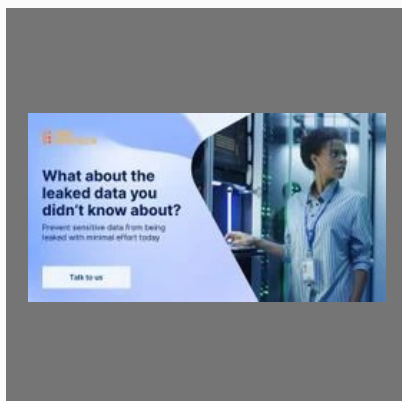 What about the
leaked data you
didn't know about?
Prevent sensitive data from being
leaked with minimal effort today
Talk to us